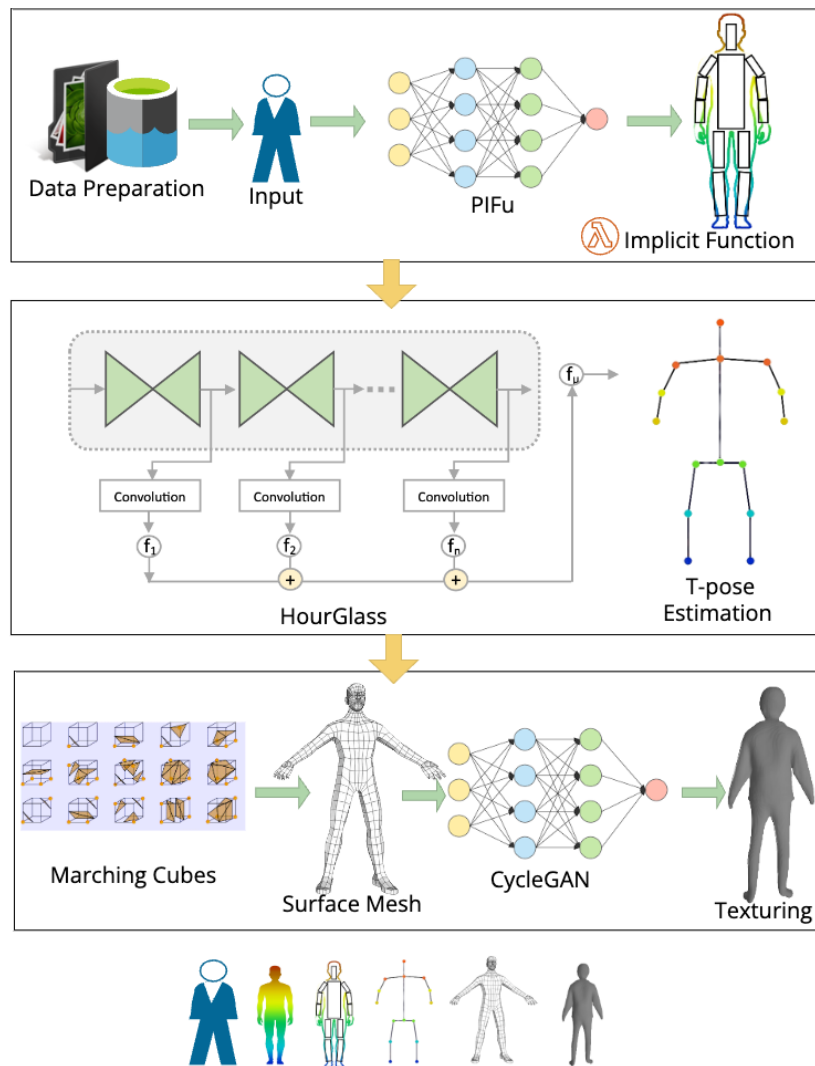 Data Preparation
Input
PIFu
λ Implicit Function
Convolution
Convolution
Convolution
f1
f2
fn
fμ
+
+
HourGlass
T-pose
Estimation
Marching Cubes
Surface Mesh
CycleGAN
Texturing